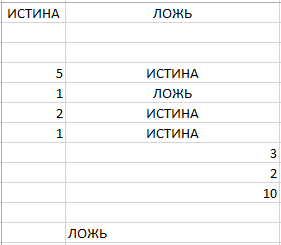 ИСТИНА ЛОЖЬ
5 ИСТИНА
1 ЛОЖЬ
2 ИСТИНА
1 ИСТИНА
3
2
10
ЛОЖЬ